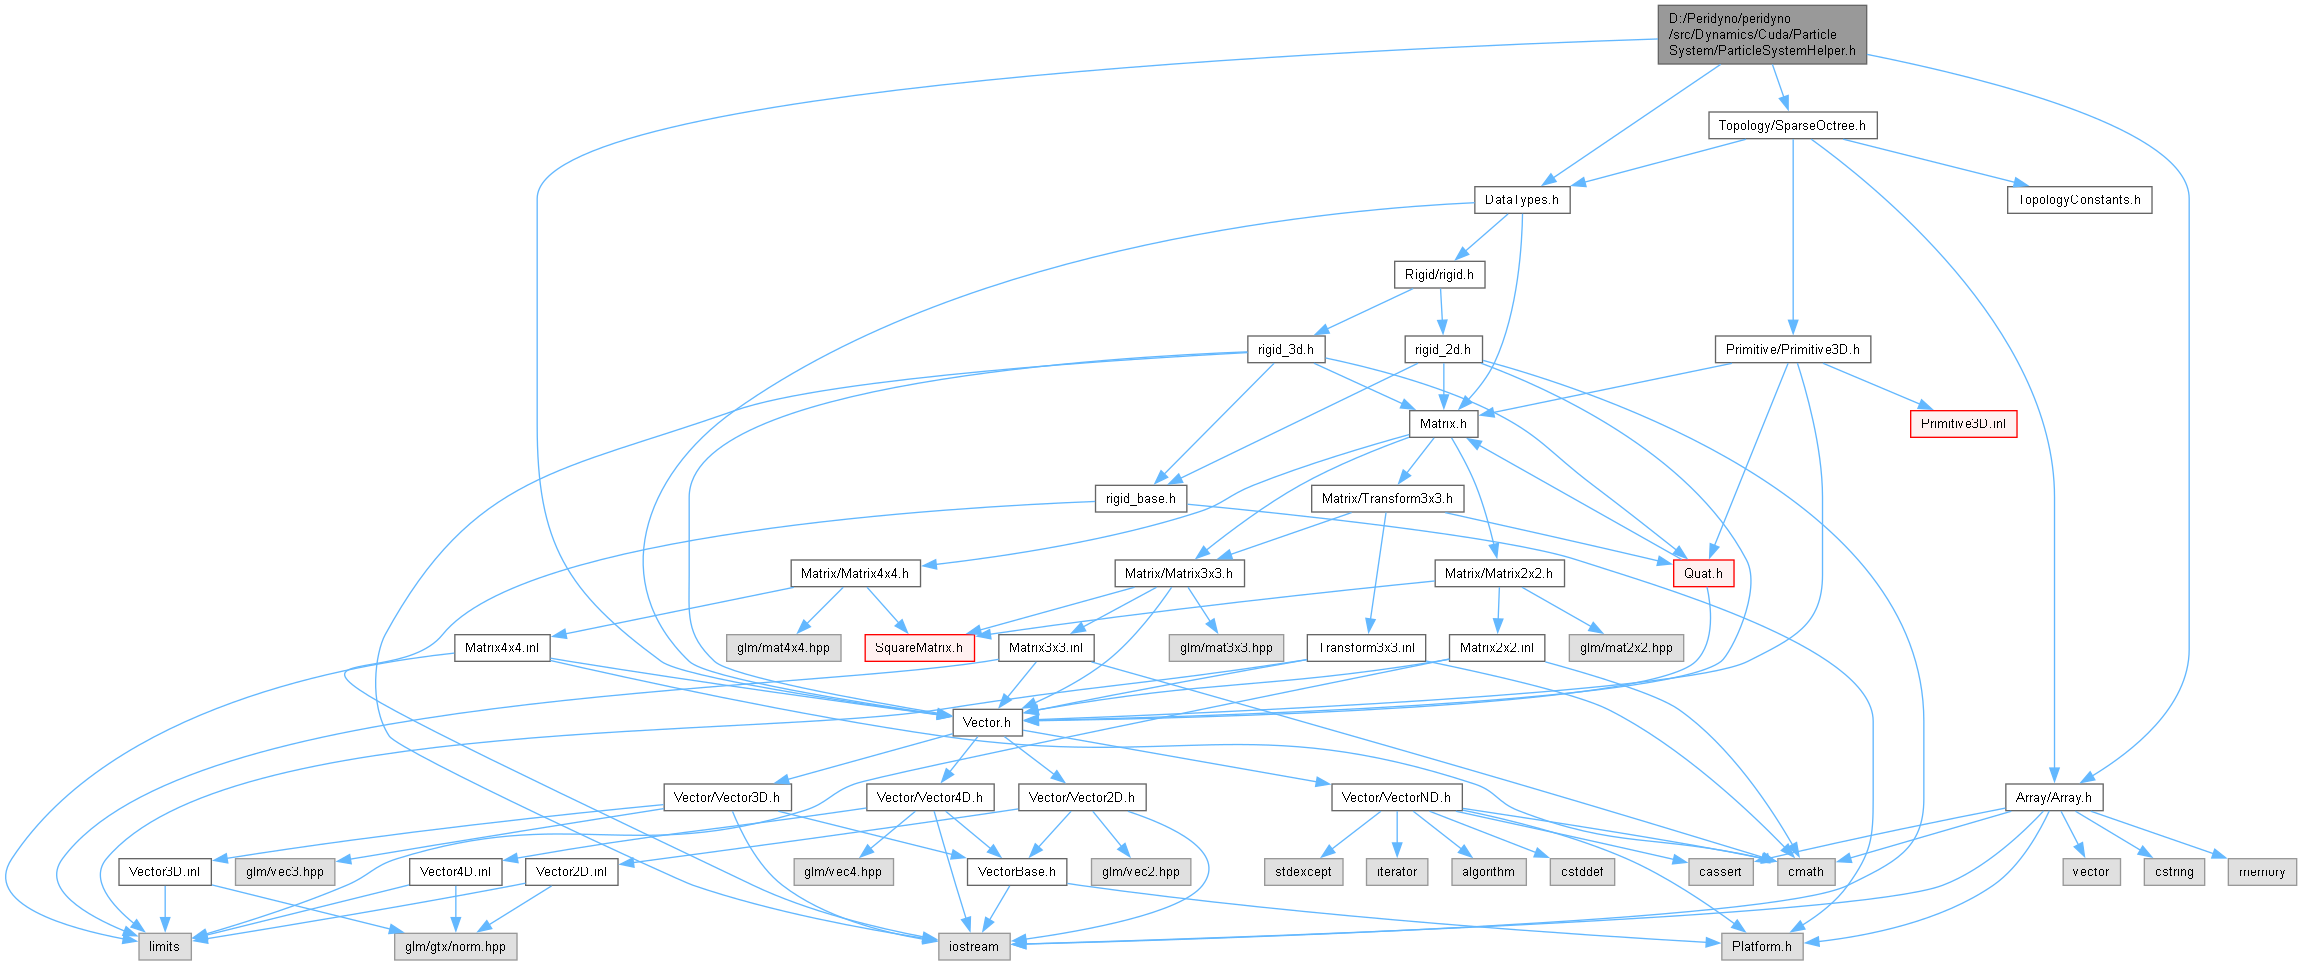 D:/Peridyno/peridyno
/src/Dynamics/Cuda/Particle
System/ParticleSystemHelper.h
Topology/SparseOctree.h
DataTypes.h
TopologyConstants.h
Rigid/rigid.h
rigid_3d.h
rigid_2d.h
Primitive/Primitive3D.h
Matrix.h
Primitive3D.inl
rigid_base.h
Matrix/Transform3x3.h
Matrix/Matrix4x4.h
Matrix/Matrix3x3.h
Matrix/Matrix2x2.h
Quat.h
Matrix4x4.inl
glm/mat4x4.hpp
SquareMatrix.h
Matrix3x3.inl
glm/mat3x3.hpp
Transform3x3.inl
Matrix2x2.inl
glm/mat2x2.hpp
Vector.h
Vector/Vector3D.h
Vector/Vector4D.h
Vector/Vector2D.h
Vector/VectorND.h
Array/Array.h
Vector3D.inl
glm/vec3.hpp
Vector4D.inl
Vector2D.inl
glm/vec4.hpp
VectorBase.h
glm/vec2.hpp
stdexcept
iterator
algorithm
cstddef
cassert
cmath
vector
cstring
memory
limits
glm/gtx/norm.hpp
iostream
Platform.h